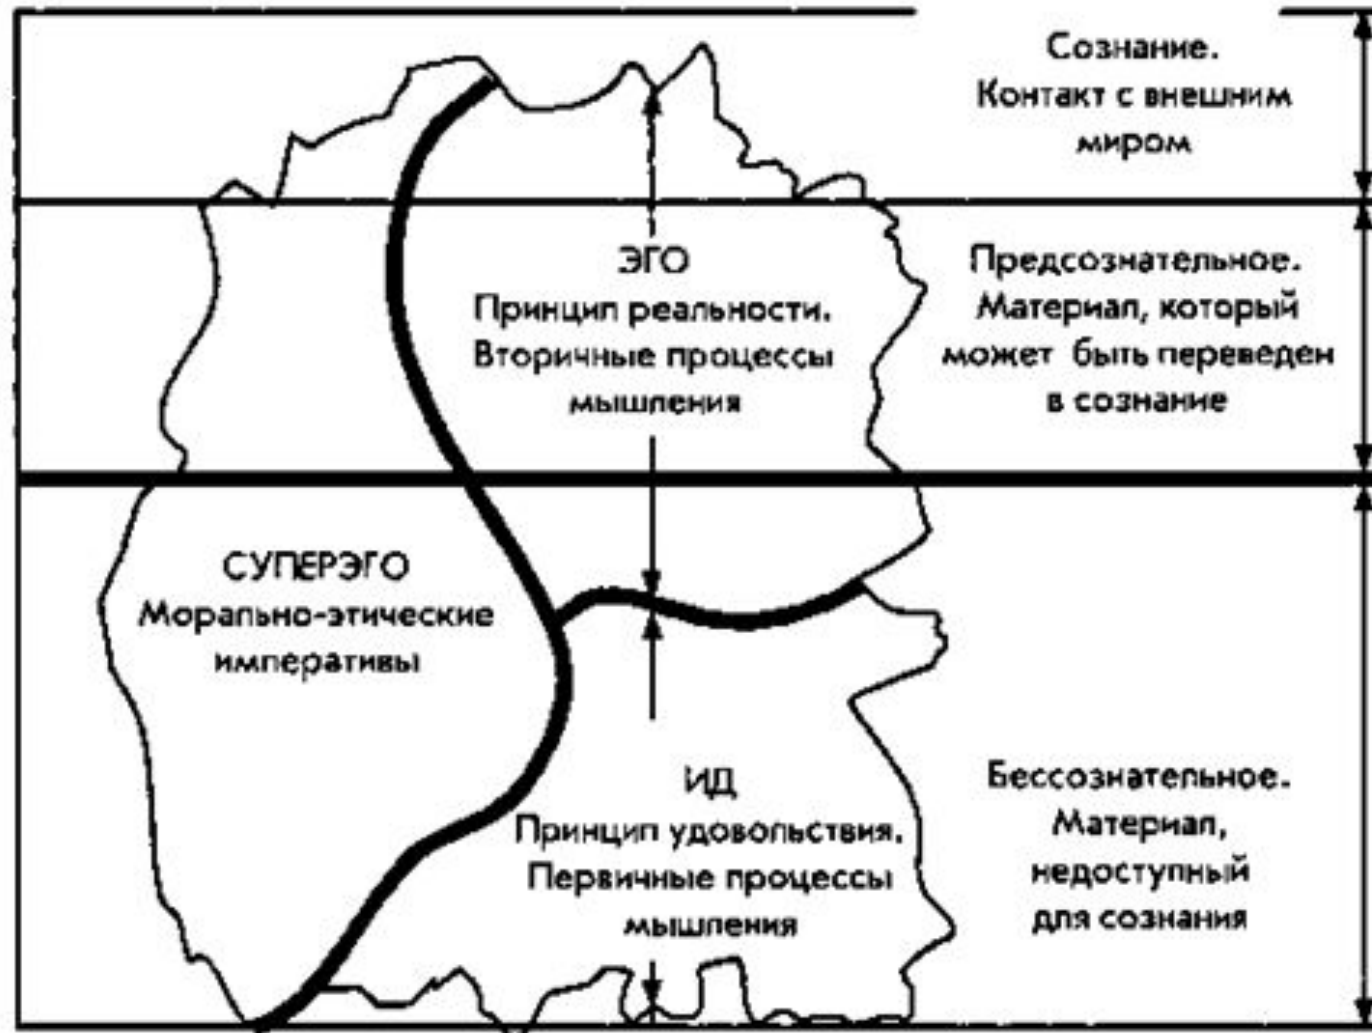 Сознание.
Контакт с внешним
миром
ЭГО
Принцип реальности.
Вторичные процессы
мышления
Предсознательное.
Материал, который
может быть переведен
в сознание
СУПЕРЭГО
Морально-этические
императивы
ИД
Принцип удовольствия.
Первичные процессы
мышления
Бессознательное.
Материал,
недоступный
для сознания